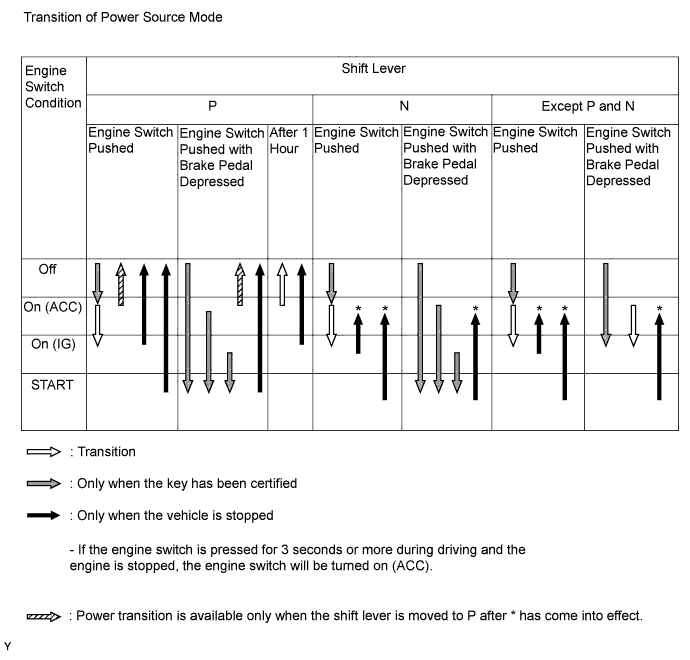 Transition of Power Source Mode
Engine
Switch
Condition
Shift Lever
P
N
Except P and N
Engine Switch
Pushed
Engine Switch
Pushed with
Brake Pedal
Depressed
After 1
Hour
Engine Switch
Pushed
Engine Switch
Pushed with
Brake Pedal
Depressed
Engine Switch
Pushed
Engine Switch
Pushed with
Brake Pedal
Depressed
Off
On (ACC)
* * * * * *
On (IG)
START
: Transition
: Only when the key has been certified
: Only when the vehicle is stopped
- If the engine switch is pressed for 3 seconds or more during driving and the
engine is stopped, the engine switch will be turned on (ACC).
: Power transition is available only when the shift lever is moved to P after * has come into effect.
Y